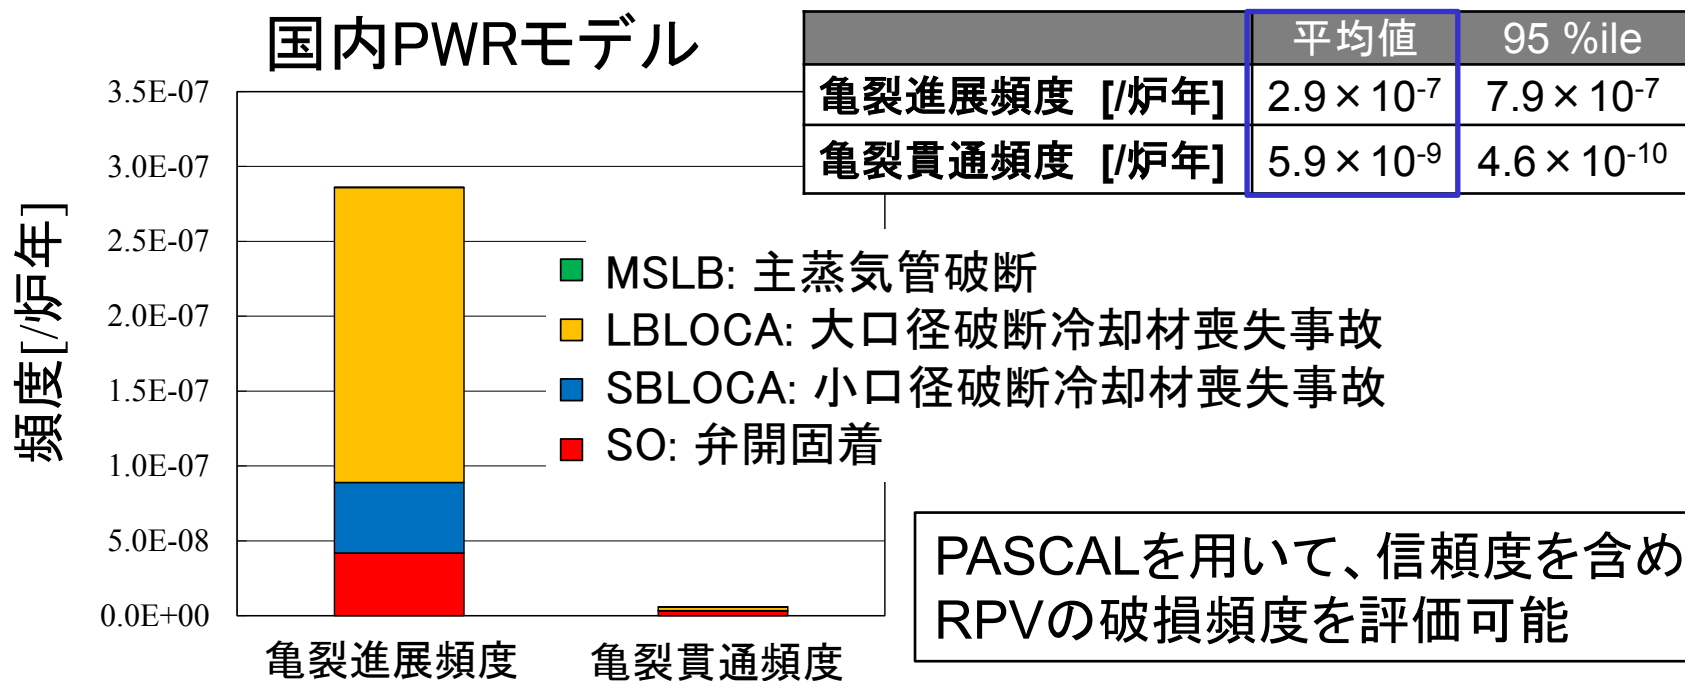 国内PWRモデル
平均値 95 %ile
亀裂進展頻度 [/炉年] 2.9×10-7 7.9×10-7
亀裂貫通頻度 [/炉年] 5.9×10-9 4.6×10-10
頻度[/炉年]
3.5E-07
3.0E-07
2.5E-07
2.0E-07
1.5E-07
1.0E-07
5.0E-08
0.0E+00
MSLB: 主蒸気管破断
LBLOCA: 大口径破断冷却材喪失事故
SBLOCA: 小口径破断冷却材喪失事故
SO: 弁開固着
亀裂進展頻度 亀裂貫通頻度
PASCALを用いて、信頼度を含め
RPVの破損頻度を評価可能